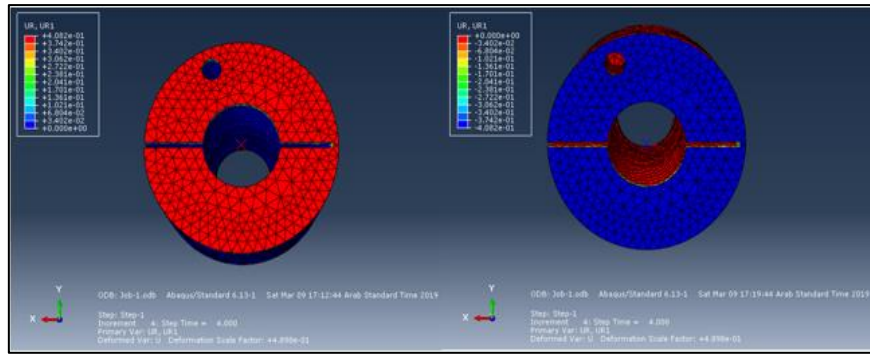 UR, UR1
+4.082e-01
+3.742e-01
+3.402e-01
+3.062e-01
+2.722e-01
+2.381e-01
+2.041e-01
+1.701e-01
+1.361e-01
+1.021e-01
+6.804e-02
+3.402e-02
+0.000e+00
Y
X
ODB: Job-1.odb Abaqus/Standard 6.13-1 Sat Mar 09 17:12:44 Arab Standard Time 2019
Step: Step-1
Increment 4: Step Time = 4.000
Primary Var: UR, UR1
Deformed Var: U Deformation Scale Factor: +4.898e-01
UR, UR1
+0.000e+00
-3.402e-02
-6.804e-02
-1.021e-01
-1.361e-01
-1.701e-01
-2.041e-01
-2.381e-01
-2.722e-01
-3.062e-01
-3.402e-01
-3.742e-01
-4.082e-01
Y
X
ODB: Job-1.odb Abaqus/Standard 6.13-1 Sat Mar 09 17:19:44 Arab Standard Time 2019
Step: Step-1
Increment 4: Step Time = 4.000
Primary Var: UR, UR1
Deformed Var: U Deformation Scale Factor: +4.898e-01